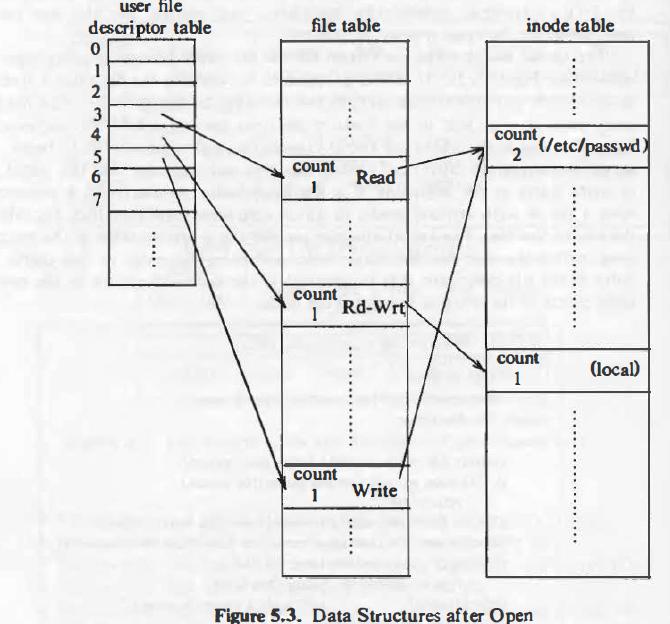 user file
descriptor table
file table
inode table
0
1
2
3
4
5
6
7
count
1 Read
count
1 Rd-Wrt
count
1 Write
count
2 (/etc/passwd)
count
1 (local)
Figure 5.3. Data Structures after Open